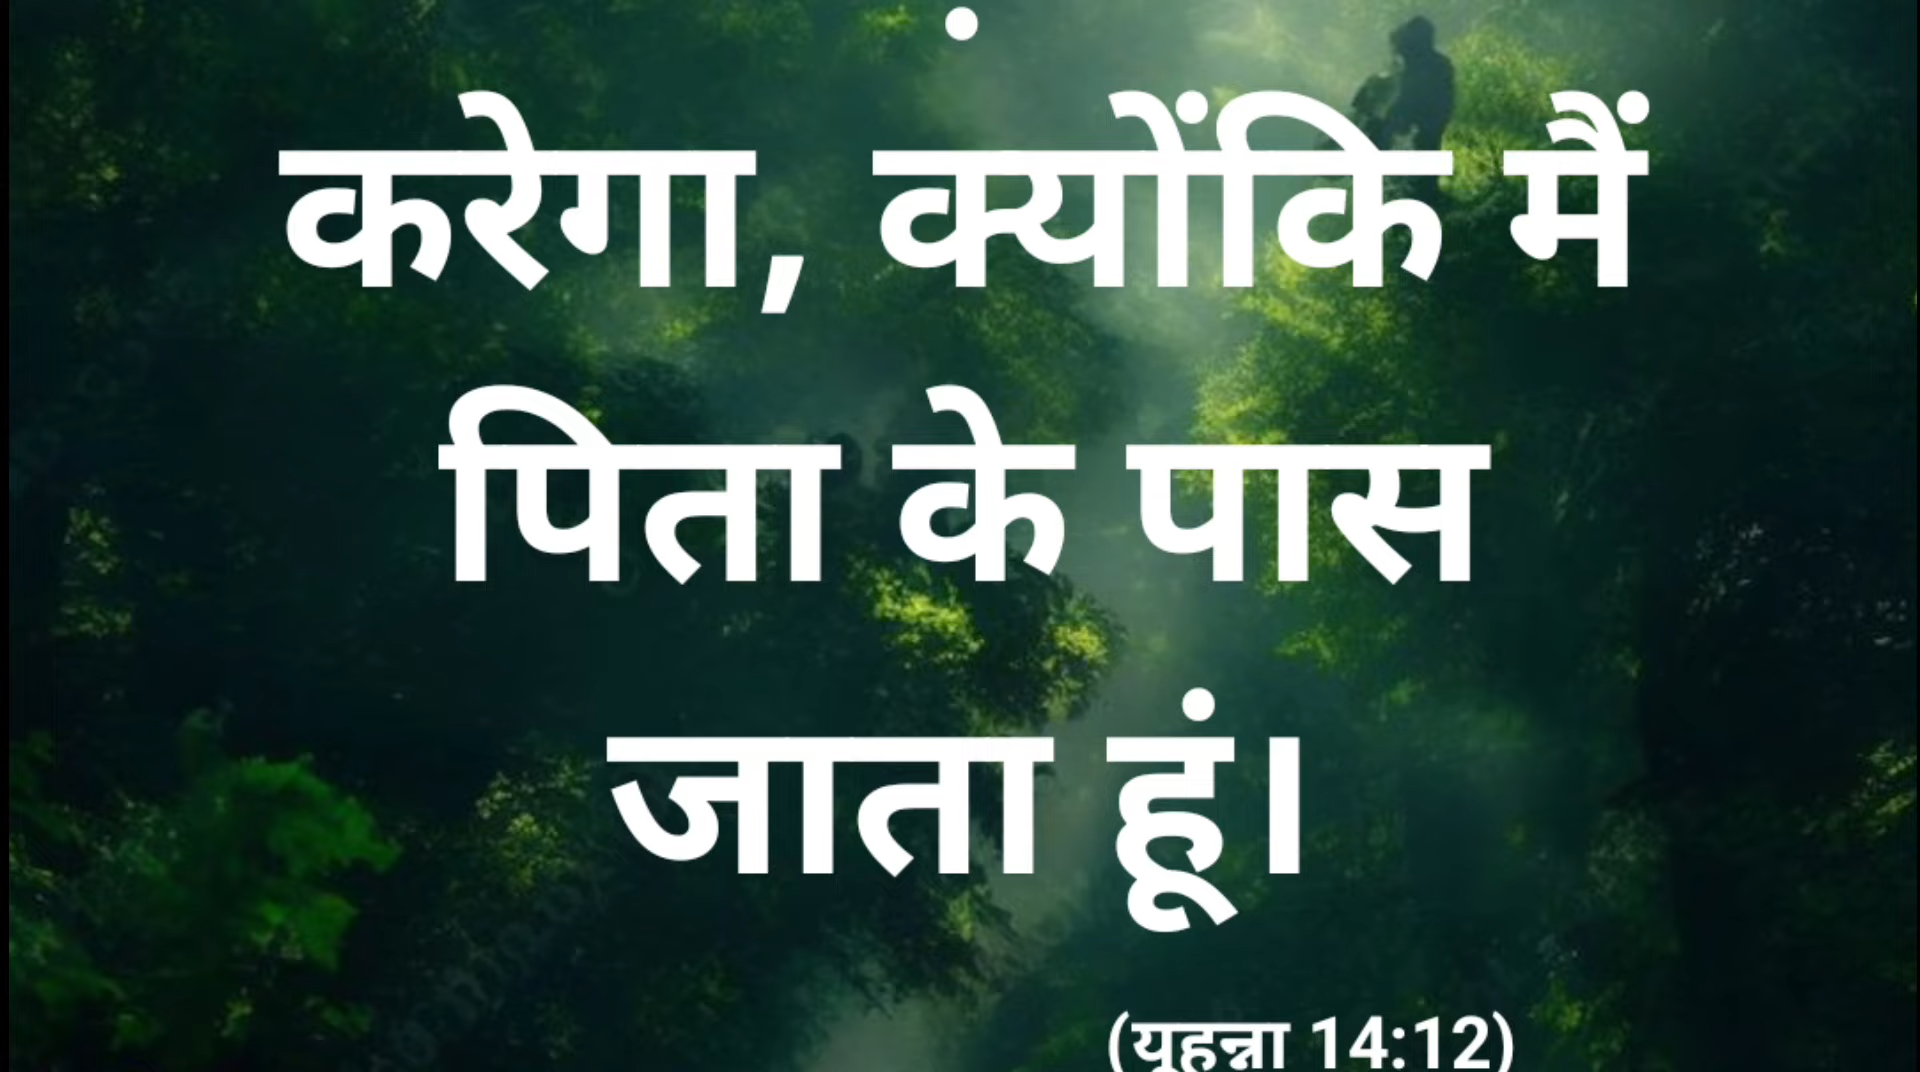 करेगा, क्योंकि मैं
पिता के पास
जाता हूं।
(यूहन्ना 14:12)